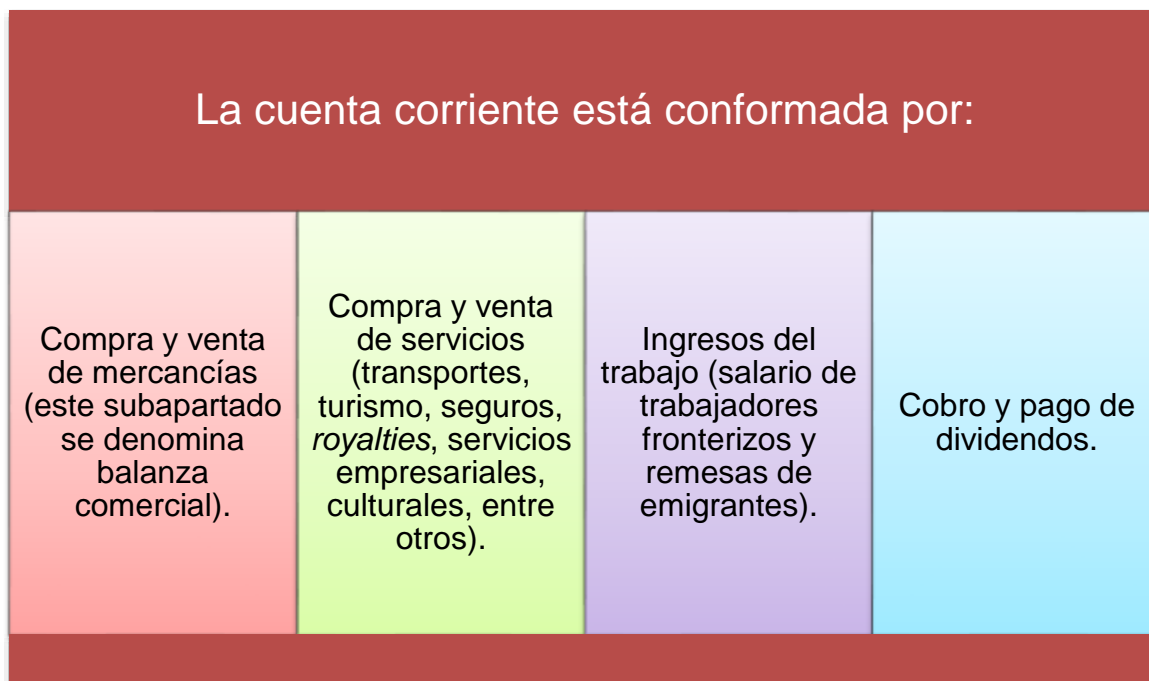 La cuenta corriente está conformada por:
Compra y venta
de mercancías
(este subapartado
se denomina
balanza
comercial).
Compra y venta
de servicios
(transportes,
turismo, seguros,
royalties, servicios
empresariales,
culturales, entre
otros).
Ingresos del
trabajo (salario de
trabajadores
fronterizos y
remesas de
emigrantes).
Cobro y pago de
dividendos.